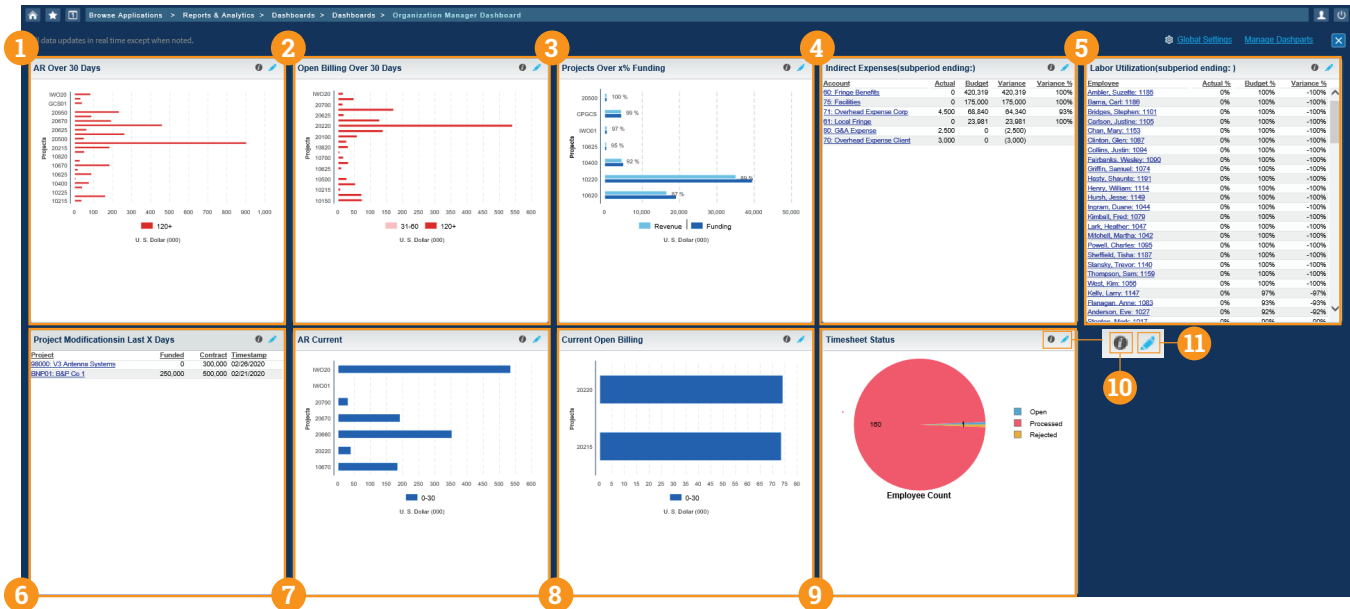 Browse Applications > Reports & Analytics > Dashboards > Dashboards > Organization Manager Dashboard
data updates in real time except when noted.
Global Settings Manage Dashparts
1
AR Over 30 Days
Projects
IWO20
GCS01
20950
20670
20625
20500
20215
10820
10670
10625
10400
10225
10215
0 100 200 300 400 500 600 700 800 900 1,000
120+
U. S. Dollar (000)
2
Open Billing Over 30 Days
Projects
IWO20
20790
20625
20220
20100
10820
10700
10625
10500
10215
10150
0 50 100 150 200 250 300 350 400 450 500 550 600
31-60 120+
U. S. Dollar (000)
3
Projects Over x% Funding
Projects
20500 100 %
CPGCS 99 %
IWO01 97 %
10625 95 %
10400 92 %
10220 89 %
10620 87 %
0 10,000 20,000 30,000 40,000 50,000
Revenue Funding
U. S. Dollar (000)
4
Indirect Expenses(subperiod ending:)
Account Actual Budget Variance Variance %
60: Fringe Benefits 0 420,319 420,319 100%
75: Facilities 0 175,000 175,000 100%
71: Overhead Expense Corp 4,500 68,840 64,340 93%
61: Local Fringe 0 23,981 23,981 100%
80: G&A Expense 2,500 0 (2,500)
70: Overhead Expense Client 3,000 0 (3,000)
5
Labor Utilization(subperiod ending: )
Employee Actual % Budget % Variance %
Ambler, Suzette: 1185 0% 100% -100%
Barna, Carl: 1186 0% 100% -100%
Bridges, Stephen: 1101 0% 100% -100%
Carlson, Justine: 1105 0% 100% -100%
Chan, Mary: 1153 0% 100% -100%
Clinton, Glen: 1087 0% 100% -100%
Collins, Justin: 1094 0% 100% -100%
Fairbanks, Wesley: 1090 0% 100% -100%
Griffin, Samuel: 1074 0% 100% -100%
Hesty, Shaunte: 1191 0% 100% -100%
Henry, William: 1114 0% 100% -100%
Hursh, Jesse: 1149 0% 100% -100%
Ingram, Duane: 1044 0% 100% -100%
Kimball, Fred: 1079 0% 100% -100%
Lark, Heather: 1047 0% 100% -100%
Mitchell, Martha: 1042 0% 100% -100%
Powell, Charles: 1095 0% 100% -100%
Sheffield, Tisha: 1187 0% 100% -100%
Slansky, Trevor: 1140 0% 100% -100%
Thompson, Sam: 1159 0% 100% -100%
West, Kim: 1056 0% 100% -100%
Kelly, Larry: 1147 0% 97% -97%
Flanagan, Anne: 1083 0% 93% -93%
Anderson, Eve: 1027 0% 92% -92%
6
Project Modificationsin Last X Days
Project Funded Contract Timestamp
98000: V3 Antenna Systems 0 300,000 02/26/2020
BNP01: B&P Co 1 250,000 500,000 02/21/2020
7
AR Current
Projects
IWO20
IWO01
20790
20670
20660
20220
10670
0 50 100 150 200 250 300 350 400 450 500 550 600
0-30
U. S. Dollar (000)
8
Current Open Billing
Projects
20220
20215
0 5 10 15 20 25 30 35 40 45 50 55 60 65 70 75 80
0-30
U. S. Dollar (000)
9
Timesheet Status
160
1
Open
Processed
Rejected
Employee Count
10
11